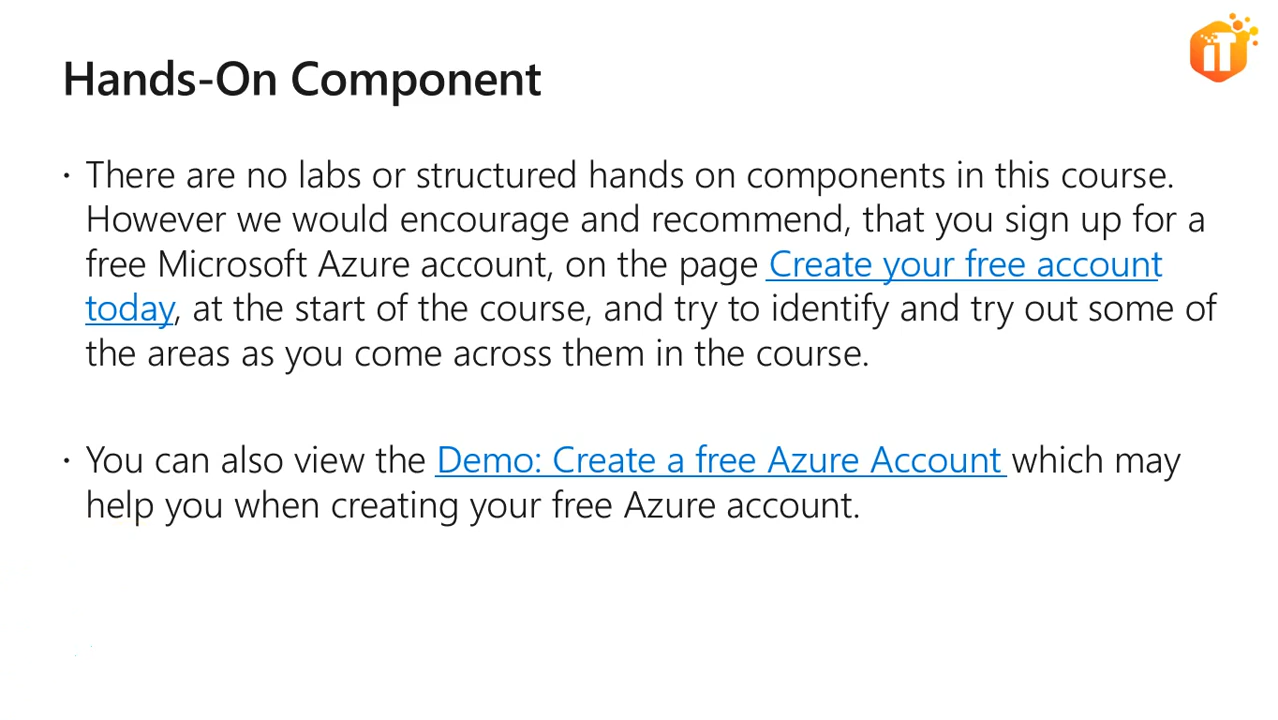 iT
Hands-On Component
· There are no labs or structured hands on components in this course.
However we would encourage and recommend, that you sign up for a
free Microsoft Azure account, on the page Create your free account
today, at the start of the course, and try to identify and try out some of
the areas as you come across them in the course.
· You can also view the Demo: Create a free Azure Account which may
help you when creating your free Azure account.